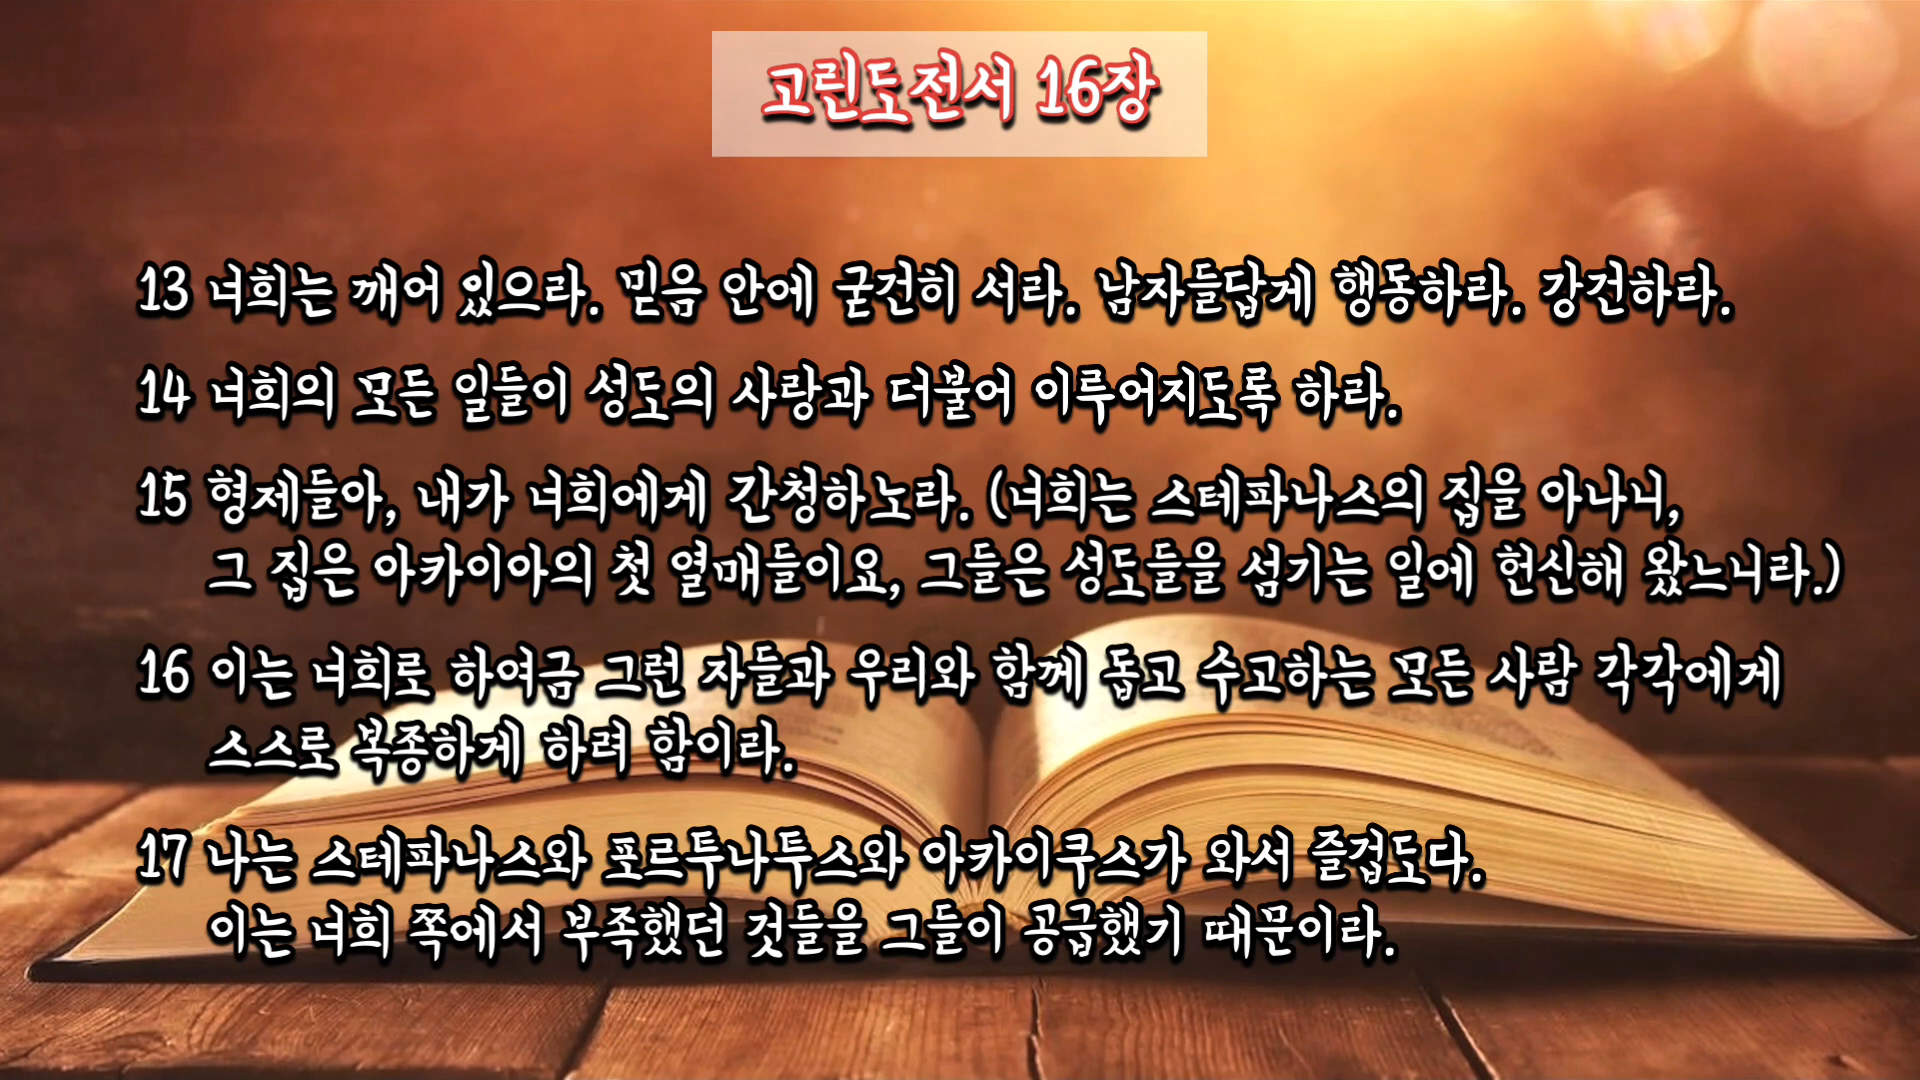 고린도전서 16장
13 너희는 깨어 있으라. 믿음 안에 굳건히 서라. 남자들답게 행동하라. 강건하라.
14 너희의 모든 일들이 성도의 사랑과 더불어 이루어지도록 하라.
15 형제들아, 내가 너희에게 간청하노라. (너희는 스테파나스의 집을 아나니,
그 집은 아카이아의 첫 열매들이요, 그들은 성도들을 섬기는 일에 헌신해 왔느니라.)
16 이는 너희로 하여금 그런 자들과 우리와 함께 돕고 수고하는 모든 사람 각각에게
스스로 복종하게 하려 함이라.
17 나는 스테파나스와 포르투나투스와 아카이쿠스가 와서 즐겁도다.
이는 너희 쪽에서 부족했던 것들을 그들이 공급했기 때문이라.